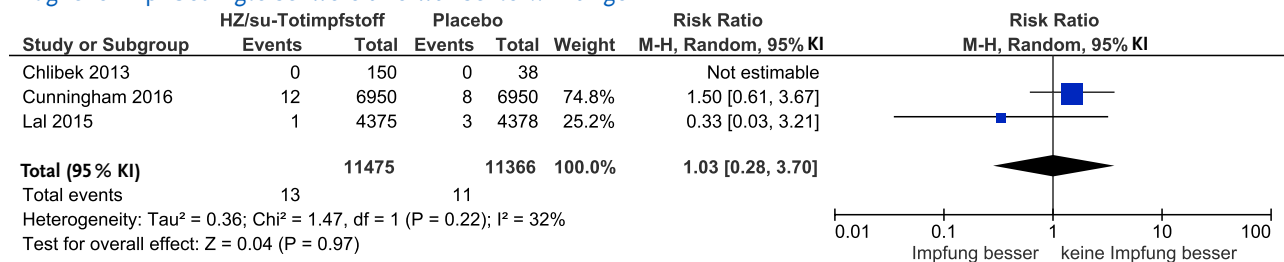 HZ/su-Totimpfstoff Placebo Risk Ratio Risk Ratio
Study or Subgroup Events Total Events Total Weight M-H, Random, 95% KI M-H, Random, 95% KI
Chlibek 2013 0 150 0 38 Not estimable
Cunningham 2016 12 6950 8 6950 74.8% 1.50 [0.61, 3.67]
Lal 2015 1 4375 3 4378 25.2% 0.33 [0.03, 3.21]
Total (95 % KI) 11475 11366 100.0% 1.03 [0.28, 3.70]
Total events 13 11
Heterogeneity: Tau² = 0.36; Chi² = 1.47, df = 1 (P = 0.22); I² = 32%
Test for overall effect: Z = 0.04 (P = 0.97)
0.01 0.1 1 10 100
Impfung besser keine Impfung besser